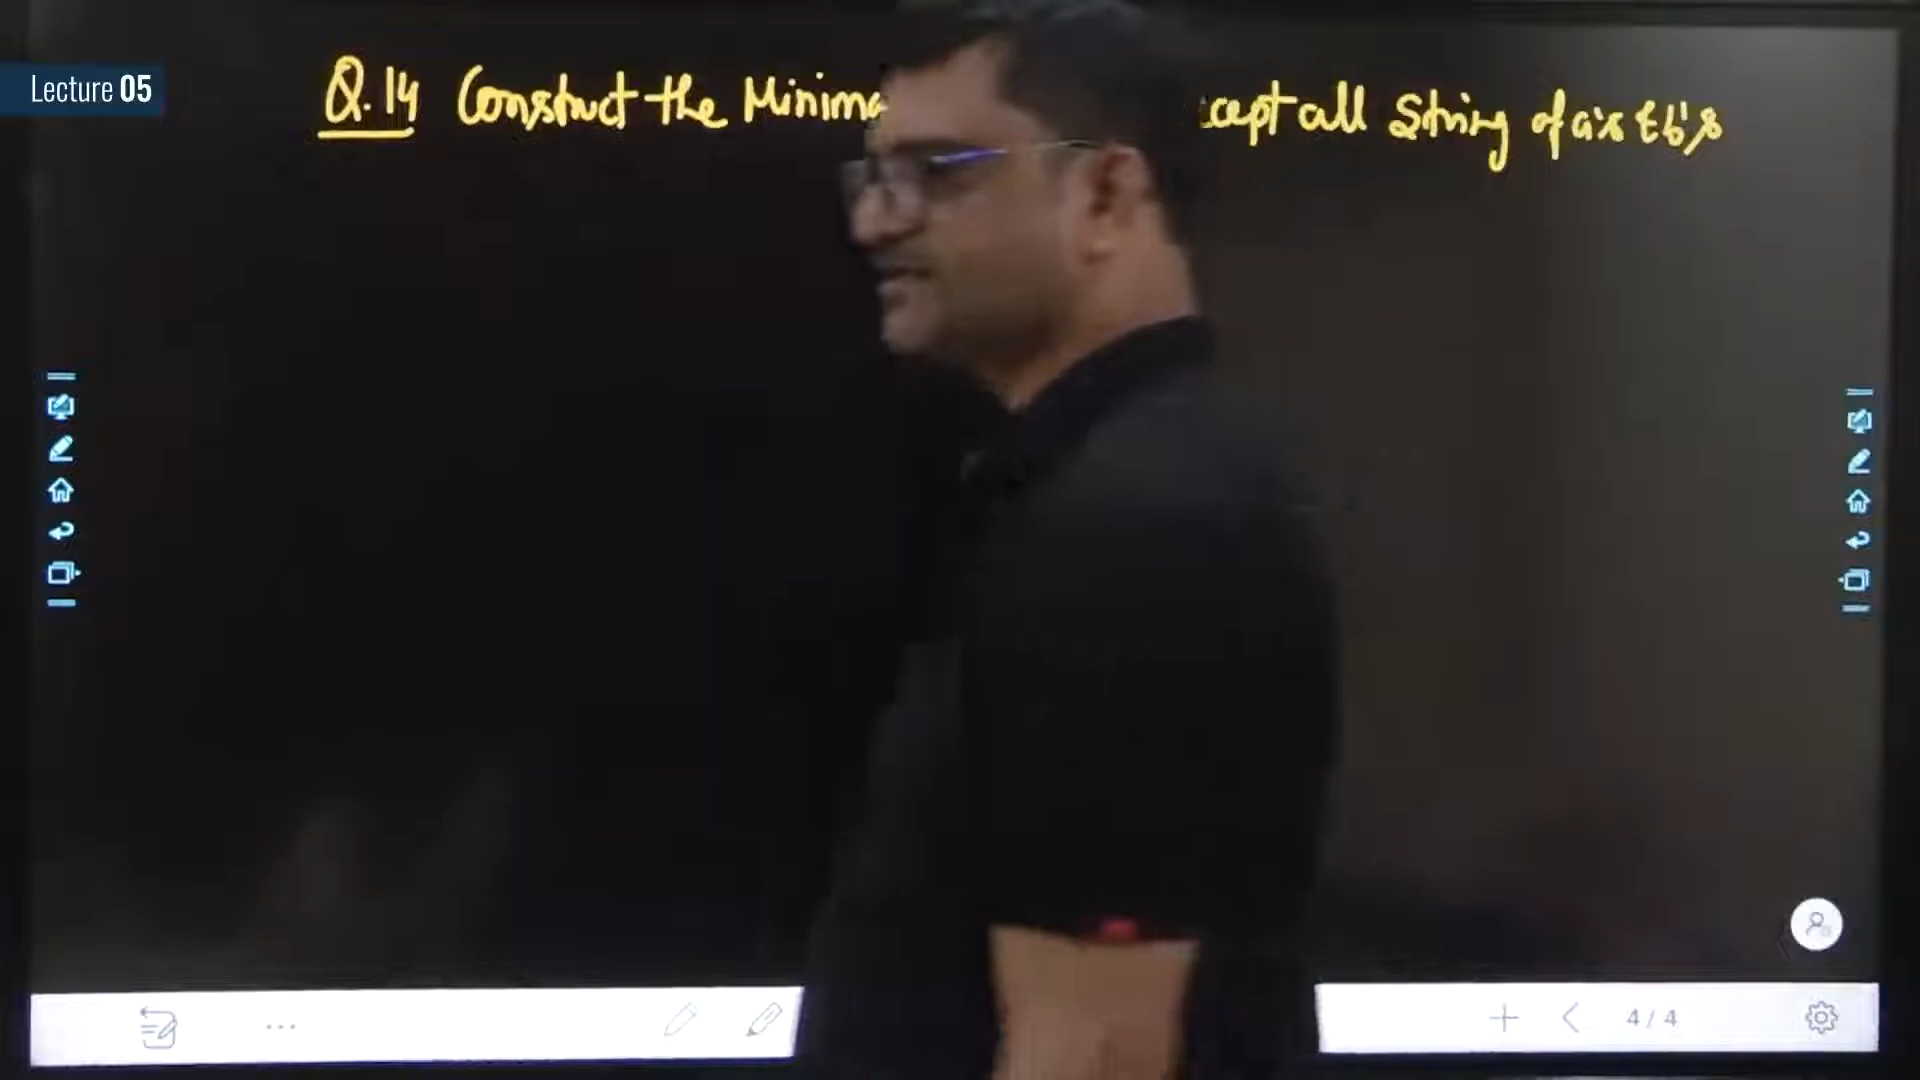 Lecture 05
Q.14 Construct the Minima cept all String of a's & b's
4/4